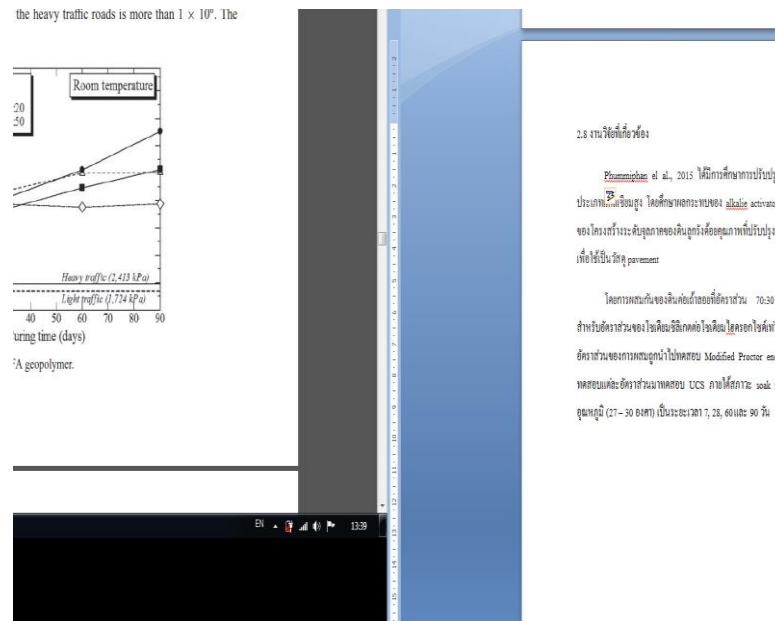 the heavy traffic roads is more than 1 × 10⁶. The
Room temperature
:20
:50
Heavy traffic (2,413 kPa)
Light traffic (1,724 kPa)
40 50 60 70 80 90
uring time (days)
FA geopolymer.
EN 13:39
2.8 งานวิจัยที่เกี่ยวข้อง
Phummiphan el al., 2015 ได้มีการศึกษาการปรับปรุ
ประเภท เซียมสูง โดยศึกษาผลกระทบของ alkalie activato
ของโครงสร้างระดับจุลภาคของดินลูกรังด้อยคุณภาพที่ปรับปรุง
เพื่อใช้เป็นวัสดุ pavement
โดยการผสมกันของดินต่อเถ้าลอยที่อัตราส่วน 70:30
สำหรับอัตราส่วนของโซเดียมซิลิเกตต่อโซเดียมไฮดรอกไซด์เท่
อัตราส่วนของการผสมถูกนำไปทดสอบ Modified Proctor ene
ทดสอบแต่ละอัตราส่วนมาทดสอบ UCS ภายใต้สภาวะ soak
อุณหภูมิ (27 – 30 องศา) เป็นระยะเวลา 7, 28, 60และ 90 วัน